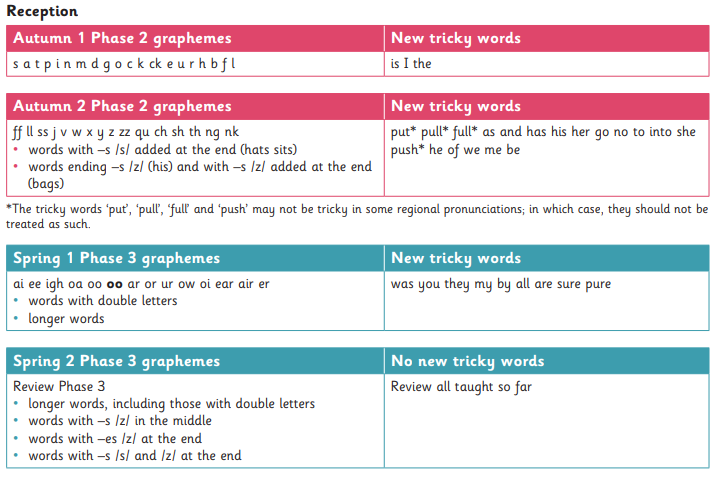 Reception
Autumn 1 Phase 2 graphemes New tricky words
s a t p i n m d g o c k ck e u r h b f l is I the
Autumn 2 Phase 2 graphemes New tricky words
ff ll ss j v w x y z zz qu ch sh th ng nk put* pull* full* as and has his her go no to into she
• words with –s /s/ added at the end (hats sits) push* he of we me be
• words ending –s /z/ (his) and with –s /z/ added at the end
(bags)
*The tricky words ‘put’, ‘pull’, ‘full’ and ‘push’ may not be tricky in some regional pronunciations; in which case, they should not be
treated as such.
Spring 1 Phase 3 graphemes New tricky words
ai ee igh oa oo oo ar or ur ow oi ear air er was you they my by all are sure pure
• words with double letters
• longer words
Spring 2 Phase 3 graphemes No new tricky words
Review Phase 3 Review all taught so far
• longer words, including those with double letters
• words with –s /z/ in the middle
• words with –es /z/ at the end
• words with –s /s/ and /z/ at the end